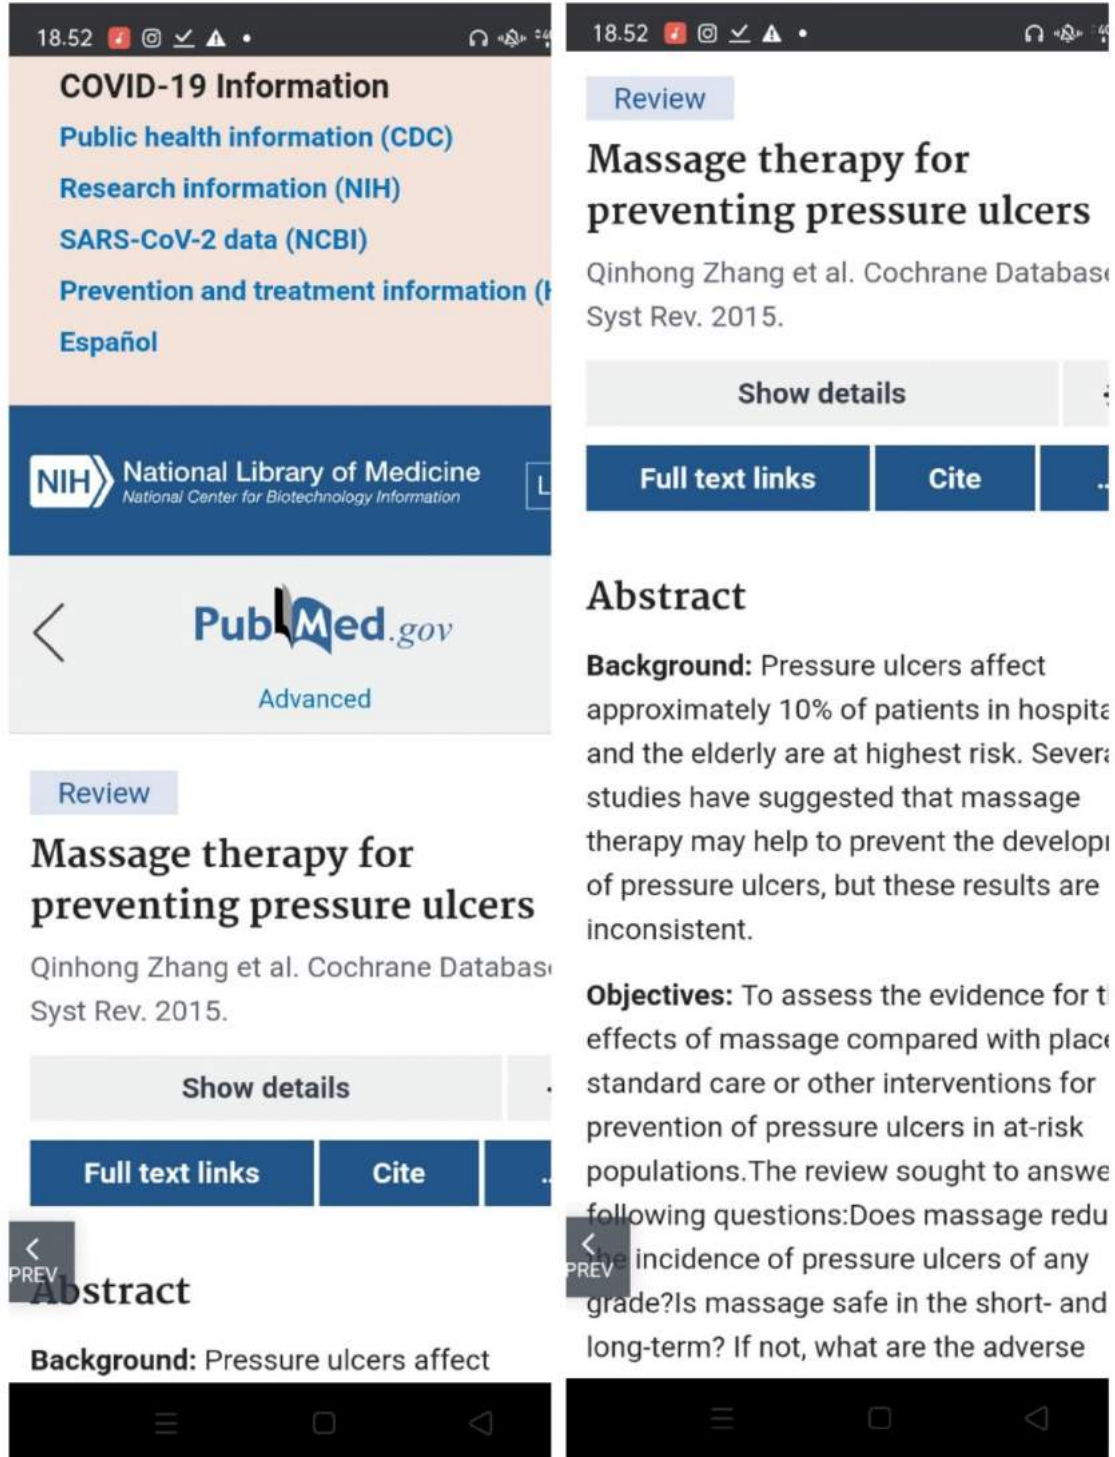 18.52
COVID-19 Information
Public health information (CDC)
Research information (NIH)
SARS-CoV-2 data (NCBI)
Prevention and treatment information (
Español
NIH National Library of Medicine
National Center for Biotechnology Information
L
PubMed.gov
Advanced
Review
Massage therapy for
preventing pressure ulcers
Qinhong Zhang et al. Cochrane Databas
Syst Rev. 2015.
Show details
Full text links
Cite
..
PREV
Abstract
Background: Pressure ulcers affect
18.52
Review
Massage therapy for
preventing pressure ulcers
Qinhong Zhang et al. Cochrane Databas
Syst Rev. 2015.
Show details
Full text links
Cite
..
Abstract
Background: Pressure ulcers affect
approximately 10% of patients in hospita
and the elderly are at highest risk. Severa
studies have suggested that massage
therapy may help to prevent the develop
of pressure ulcers, but these results are
inconsistent.
Objectives: To assess the evidence for t
effects of massage compared with plac
standard care or other interventions for
prevention of pressure ulcers in at-risk
populations.The review sought to answe
following questions:Does massage redu
the incidence of pressure ulcers of any
PREV
grade?Is massage safe in the short- and
long-term? If not, what are the adverse